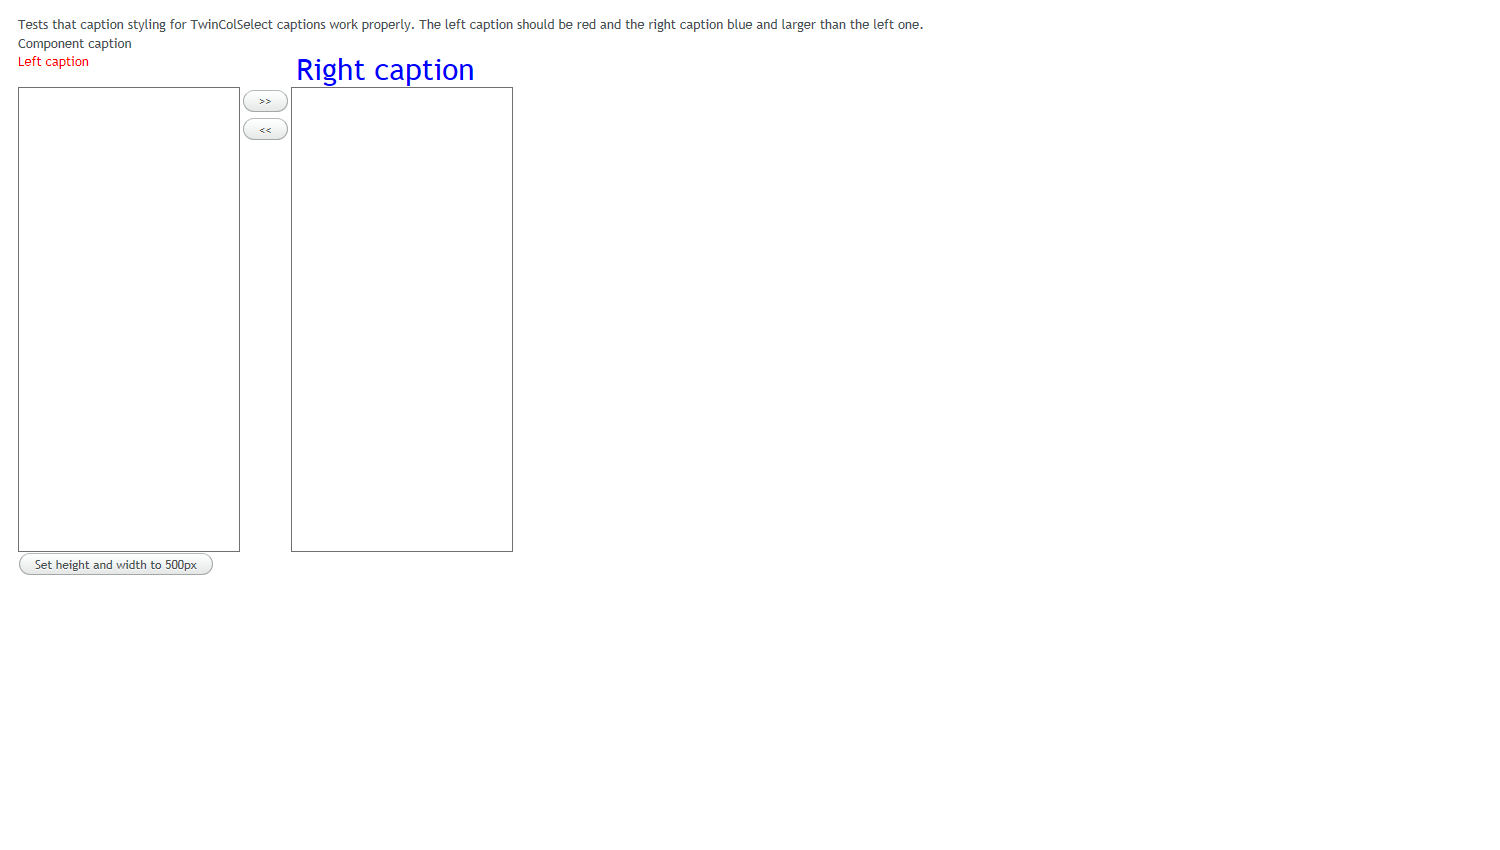 Tests that caption styling for TwinColSelect captions work properly. The left caption should be red and the right caption blue and larger than the left one.
Component caption
Left caption
Right caption
>>
<<
Set height and width to 500px